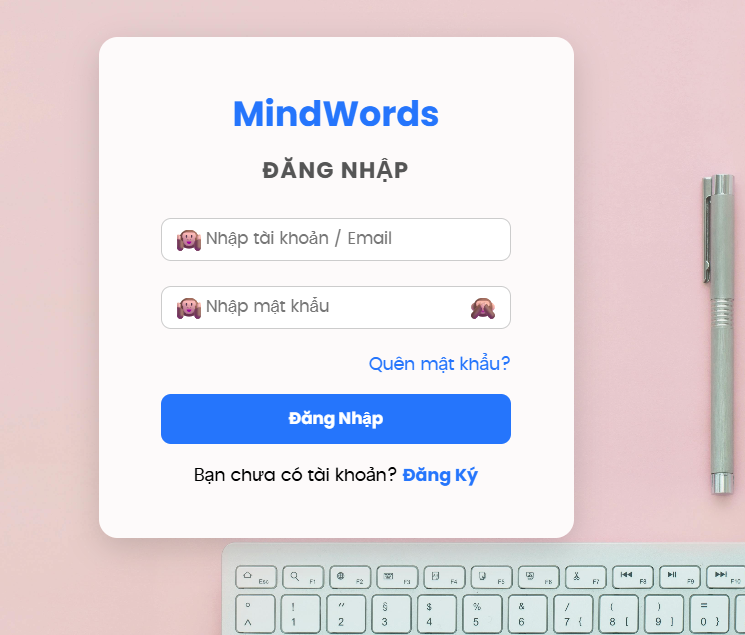 MindWords
ĐĂNG NHẬP
Nhập tài khoản / Email
Nhập mật khẩu
Quên mật khẩu?
Đăng Nhập
Bạn chưa có tài khoản? Đăng Ký
Esc F1 F2 F3 F4 F5 F6 F7 F8 F9 F10
° ! " § $ % & / ( ) =
^ 1 2 3 4 5 6 7 { 8 [ 9 ] 0 }